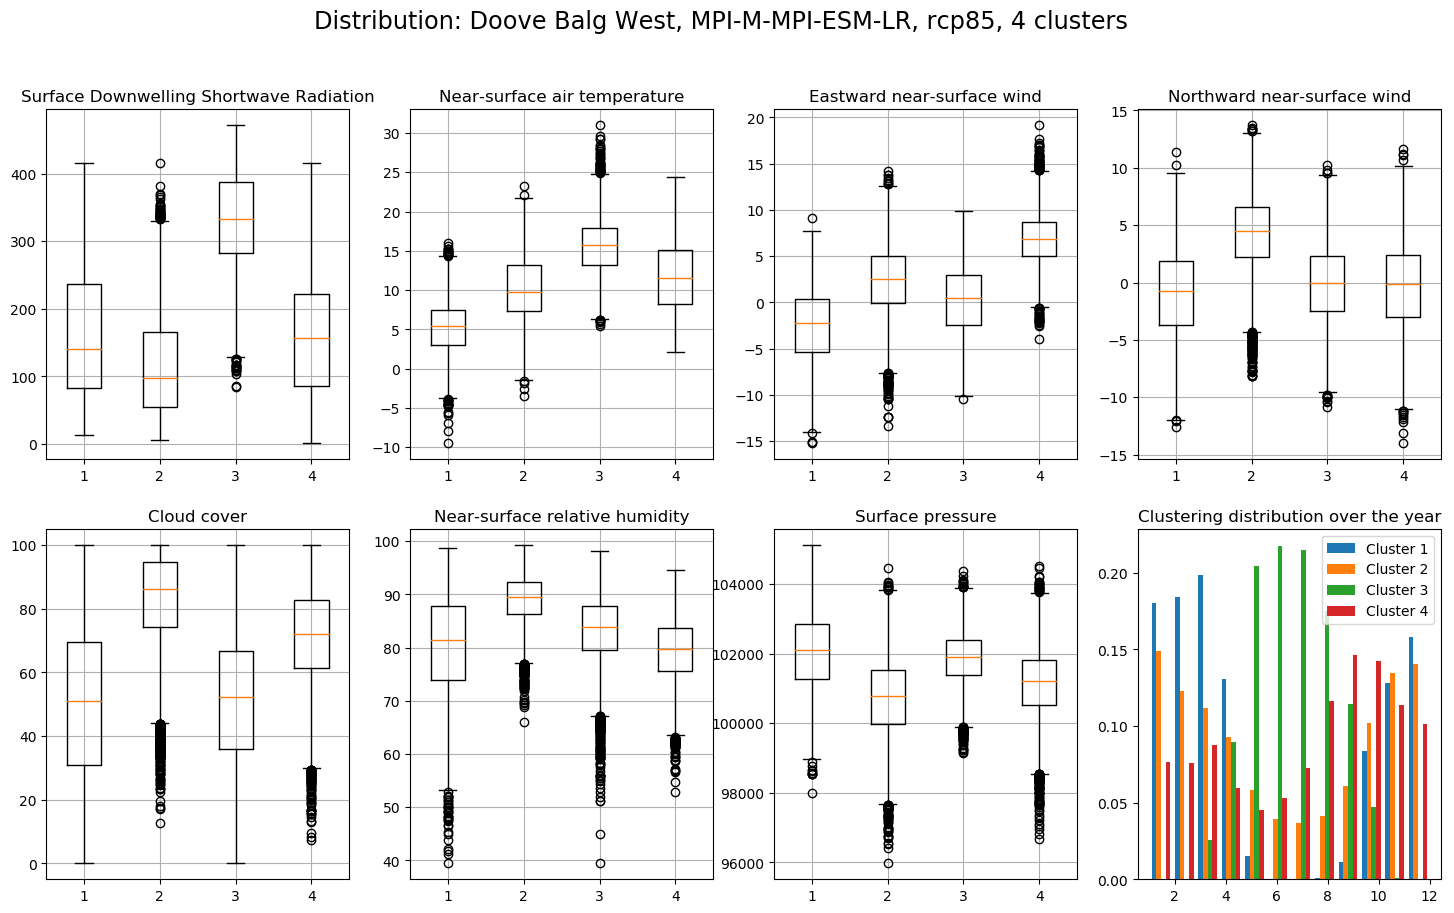 Distribution: Doove Balg West, MPI-M-MPI-ESM-LR, rcp85, 4 clusters
Surface Downwelling Shortwave Radiation
400
300
200
100
0
1 2 3 4
Near-surface air temperature
30
25
20
15
10
5
0
−5
−10
1 2 3 4
Eastward near-surface wind
20
15
10
5
0
−5
−10
−15
1 2 3 4
Northward near-surface wind
15
10
5
0
−5
−10
−15
1 2 3 4
Cloud cover
100
80
60
40
20
0
1 2 3 4
Near-surface relative humidity
100
90
80
70
60
50
40
1 2 3 4
Surface pressure
104000
102000
100000
98000
96000
1 2 3 4
Clustering distribution over the year
Cluster 1
Cluster 2
Cluster 3
Cluster 4
0.20
0.15
0.10
0.05
0.00
2 4 6 8 10 12